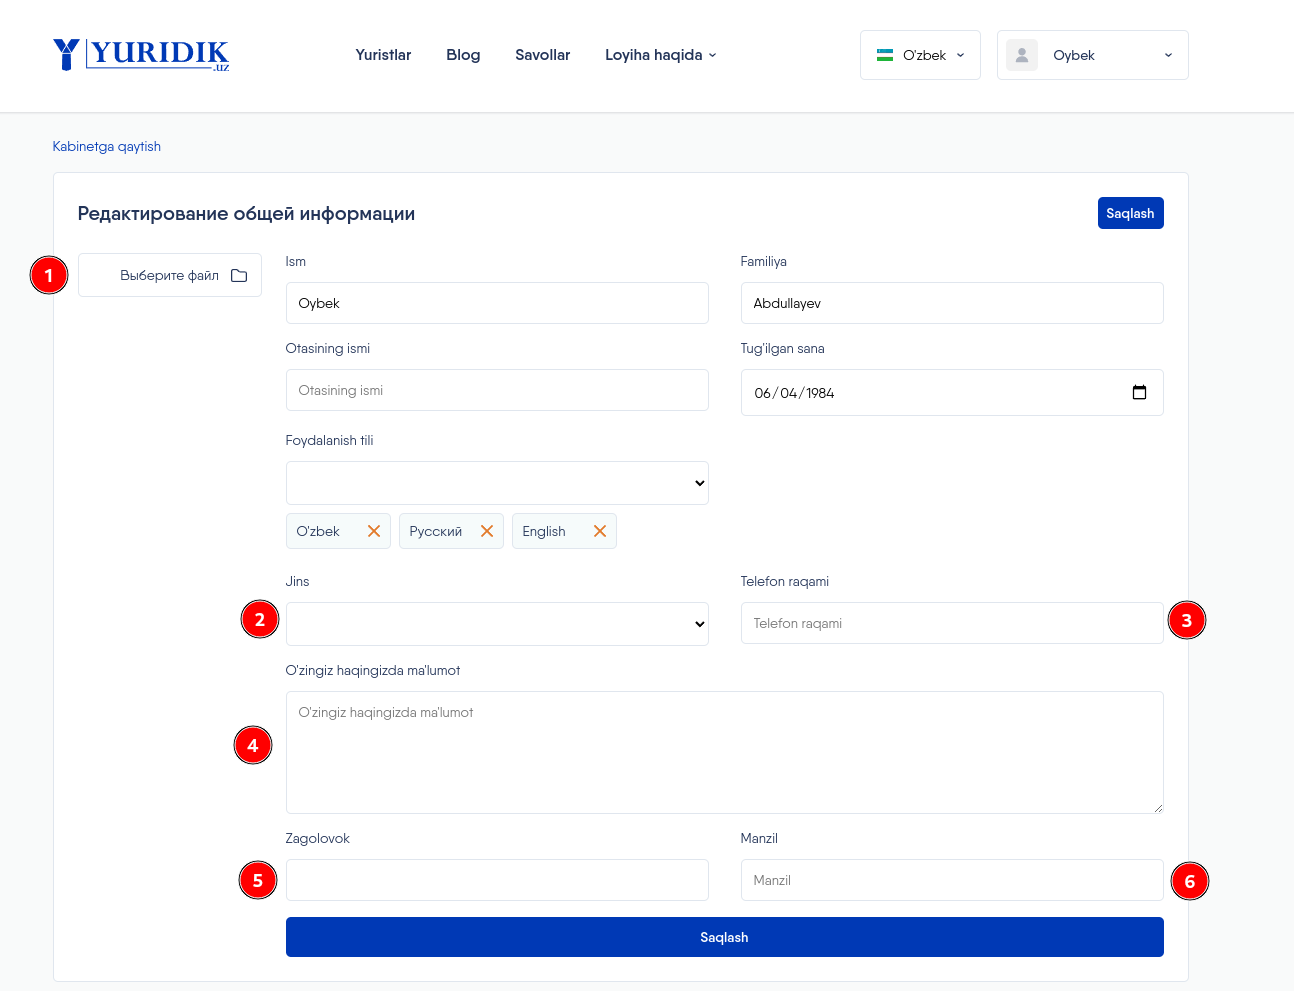 YURIDIK
.UZ
Yuristlar Blog Savollar Loyiha haqida
O'zbek
Oybek
Kabinetga qaytish
Редактирование общей информации
Saqlash
1
Выберите файл
Ism
Familiya
Oybek
Abdullayev
Otasining ismi
Tug'ilgan sana
Otasining ismi
06/04/1984
Foydalanish tili
O'zbek
Русский
English
Jins
Telefon raqami
2
Telefon raqami
3
O'zingiz haqingizda ma'lumot
O'zingiz haqingizda ma'lumot
4
Zagolovok
Manzil
5
Manzil
6
Saqlash